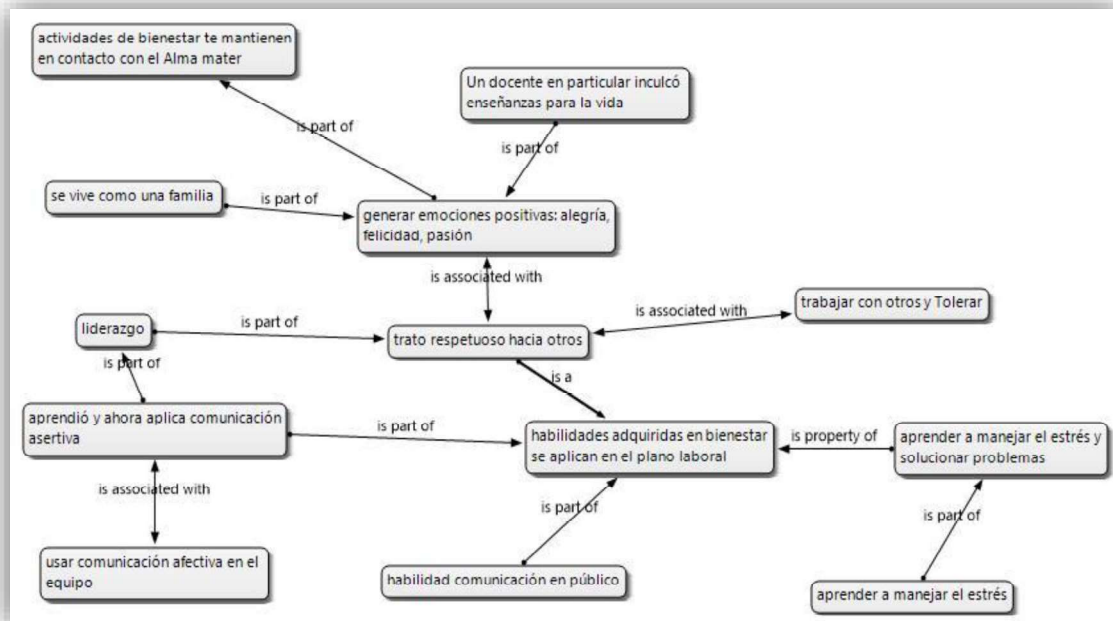 actividades de bienestar te mantienen
en contacto con el Alma mater
Un docente en particular inculcó
enseñanzas para la vida
is part of
is part of
se vive como una familia
is part of
generar emociones positivas: alegría,
felicidad, pasión
is associated with
trabajar con otros y Tolerar
is associated with
liderazgo
is part of
trato respetuoso hacia otros
is part of
is a
aprendió y ahora aplica comunicación
asertiva
is part of
habilidades adquiridas en bienestar
se aplican en el plano laboral
is property of
aprender a manejar el estrés y
solucionar problemas
is associated with
is part of
is part of
usar comunicación afectiva en el
equipo
habilidad comunicación en público
aprender a manejar el estrés